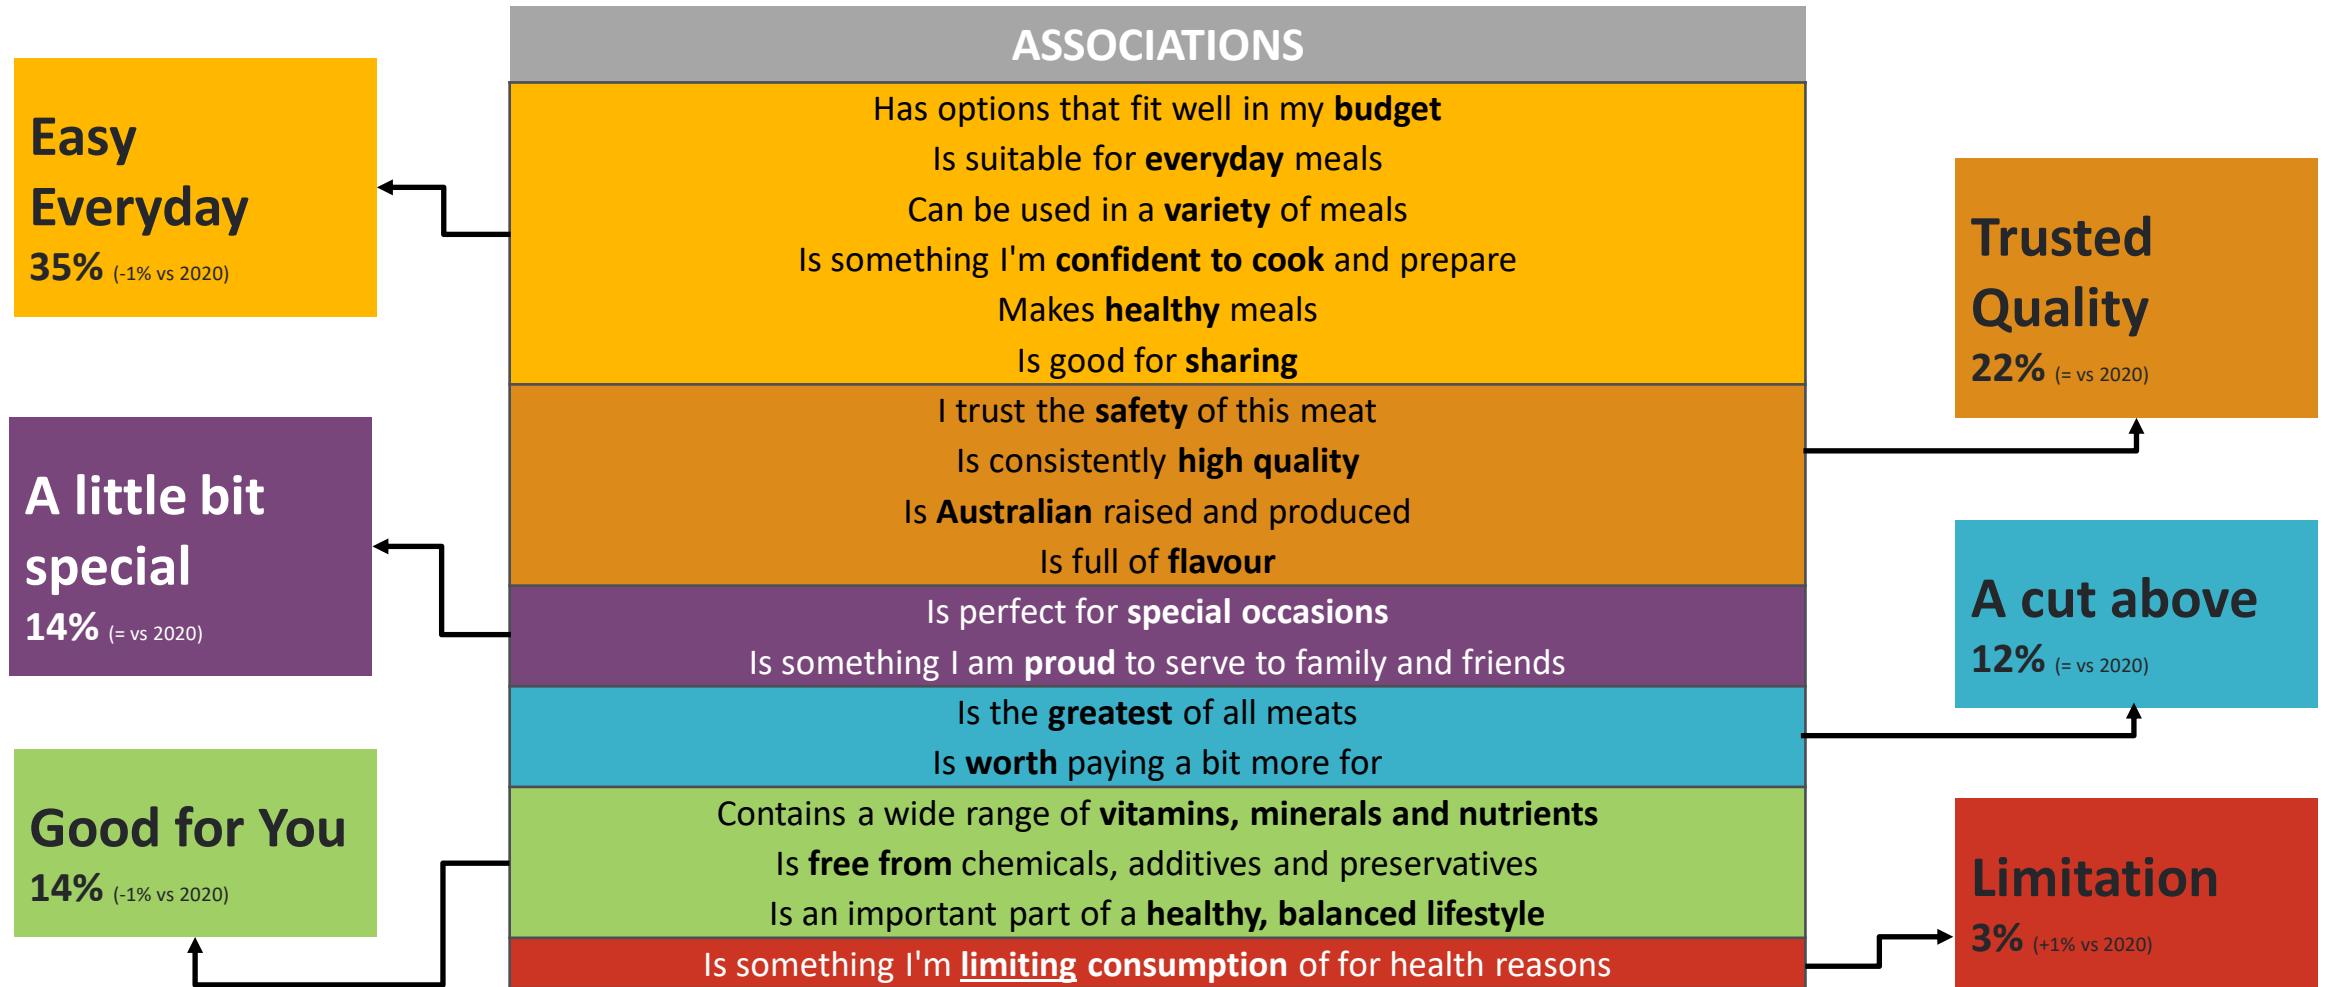 ASSOCIATIONS
Easy
Everyday
35% (-1% vs 2020)
A little bit
special
14% (= vs 2020)
Good for You
14% (-1% vs 2020)
Has options that fit well in my budget
Is suitable for everyday meals
Can be used in a variety of meals
Is something I'm confident to cook and prepare
Makes healthy meals
Is good for sharing
I trust the safety of this meat
Is consistently high quality
Is Australian raised and produced
Is full of flavour
Is perfect for special occasions
Is something I am proud to serve to family and friends
Is the greatest of all meats
Is worth paying a bit more for
Contains a wide range of vitamins, minerals and nutrients
Is free from chemicals, additives and preservatives
Is an important part of a healthy, balanced lifestyle
Is something I'm limiting consumption of for health reasons
Trusted
Quality
22% (= vs 2020)
A cut above
12% (= vs 2020)
Limitation
3% (+1% vs 2020)